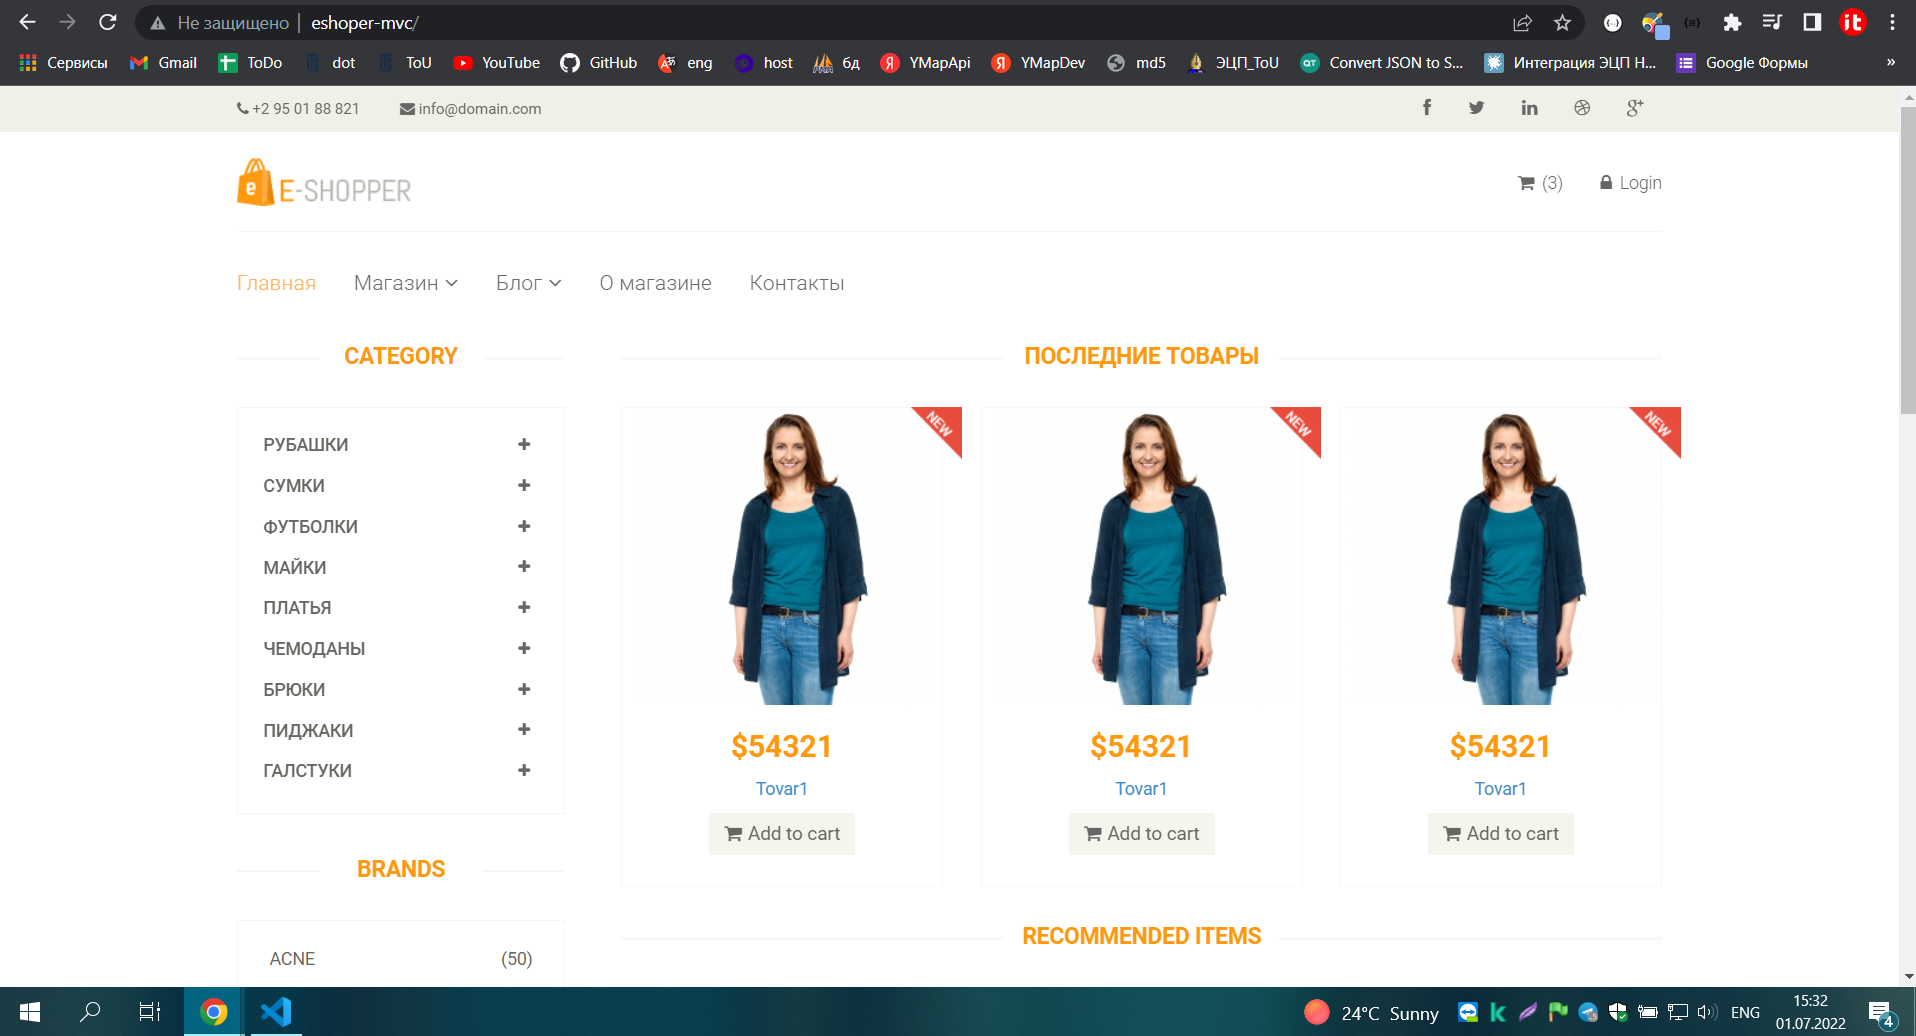 Не защищено | eshoper-mvc/
Сервисы Gmail ToDo dot ToU YouTube GitHub eng host бд YMapApi YMapDev md5 ЭЦП_ToU Convert JSON to S... Интеграция ЭЦП Н... Google Формы »
+2 95 01 88 821 info@domain.com
E-SHOPPER
(3) Login
Главная Магазин Блог О магазине Контакты
CATEGORY
РУБАШКИ
СУМКИ
ФУТБОЛКИ
МАЙКИ
ПЛАТЬЯ
ЧЕМОДАНЫ
БРЮКИ
ПИДЖАКИ
ГАЛСТУКИ
BRANDS
ACNE (50)
ПОСЛЕДНИЕ ТОВАРЫ
NEW NEW NEW
$54321 $54321 $54321
Tovar1 Tovar1 Tovar1
Add to cart Add to cart Add to cart
RECOMMENDED ITEMS
24°C Sunny ENG
15:32
01.07.2022
4